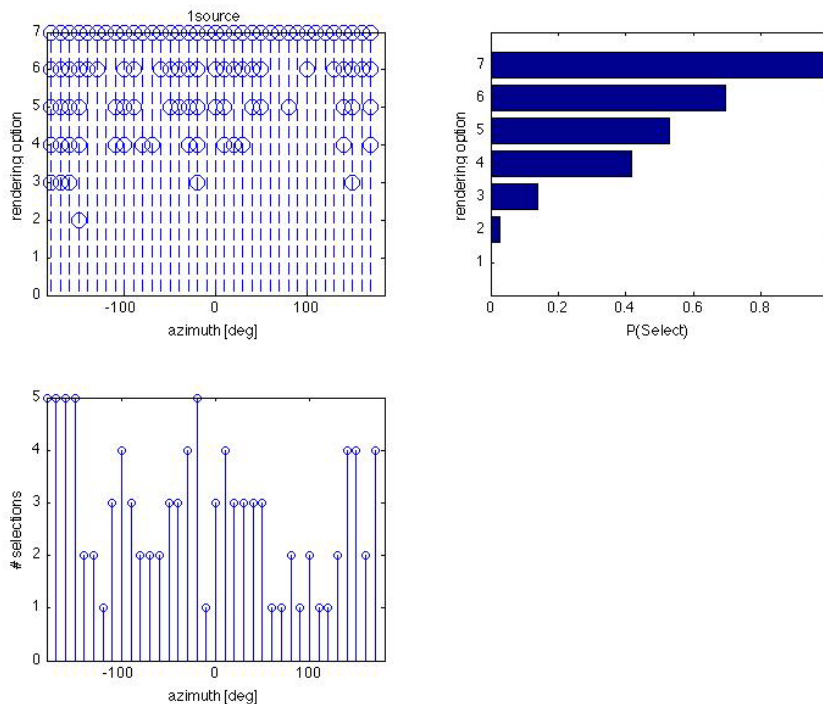 1source
7
6
5
4
3
2
1
0
rendering option
-100 0 100
azimuth [deg]
7
6
5
4
3
2
1
rendering option
0 0.2 0.4 0.6 0.8
P(Select)
5
4
3
2
1
0
# selections
-100 0 100
azimuth [deg]